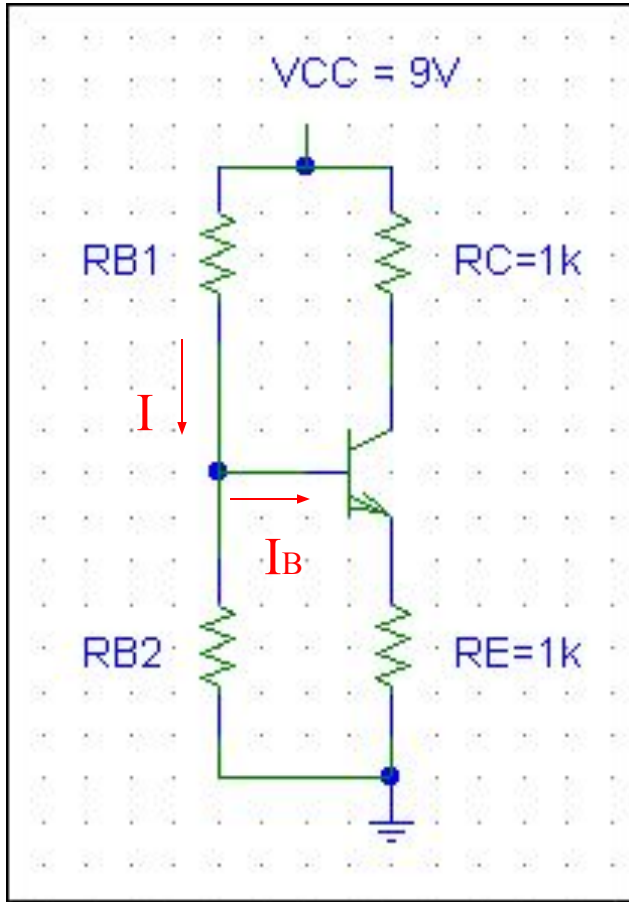 VCC = 9V
RB1
RC=1k
I
IB
RB2
RE=1k